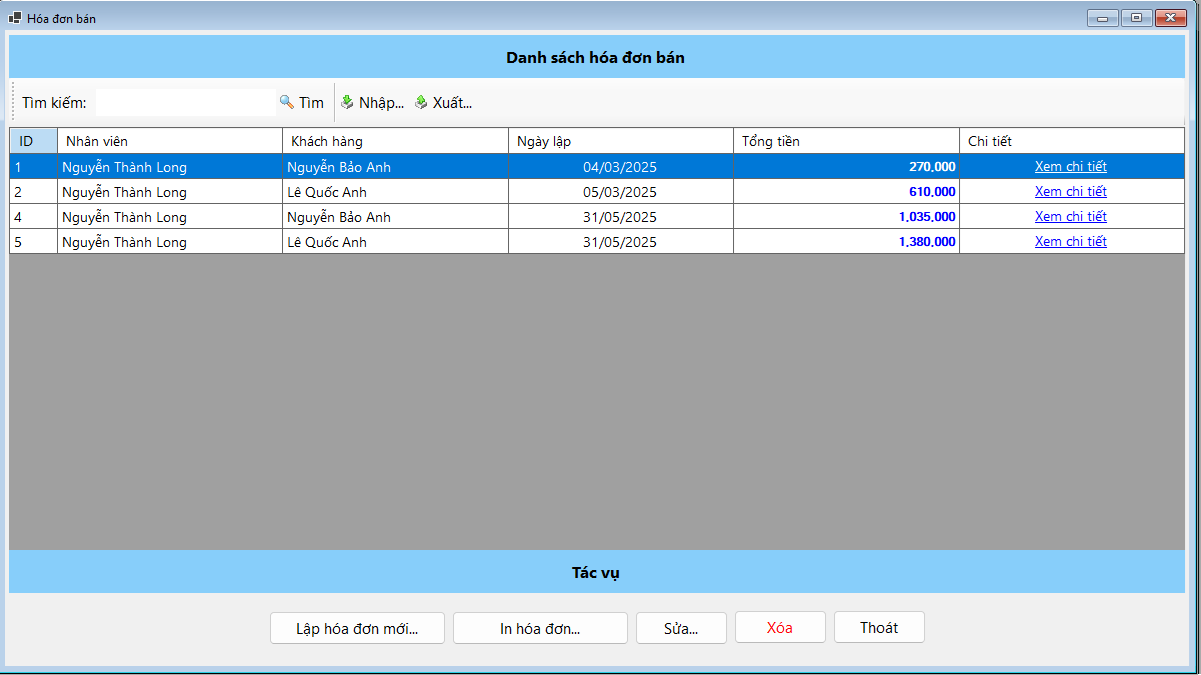 Hóa đơn bán
Danh sách hóa đơn bán
Tìm kiếm: Tìm Nhập... Xuất...
ID Nhân viên Khách hàng Ngày lập Tổng tiền Chi tiết
1 Nguyễn Thành Long Nguyễn Bảo Anh 04/03/2025 270,000 Xem chi tiết
2 Nguyễn Thành Long Lê Quốc Anh 05/03/2025 610,000 Xem chi tiết
4 Nguyễn Thành Long Nguyễn Bảo Anh 31/05/2025 1,035,000 Xem chi tiết
5 Nguyễn Thành Long Lê Quốc Anh 31/05/2025 1,380,000 Xem chi tiết
Tác vụ
Lập hóa đơn mới... In hóa đơn... Sửa... Xóa Thoát